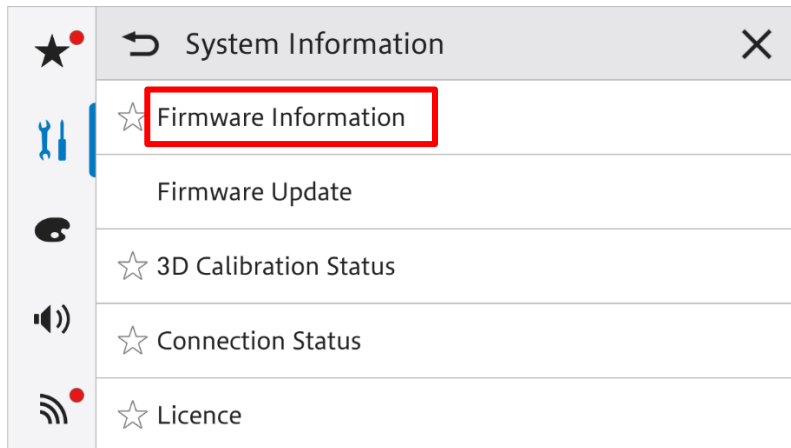 System Information
Firmware Information
Firmware Update
3D Calibration Status
Connection Status
Licence